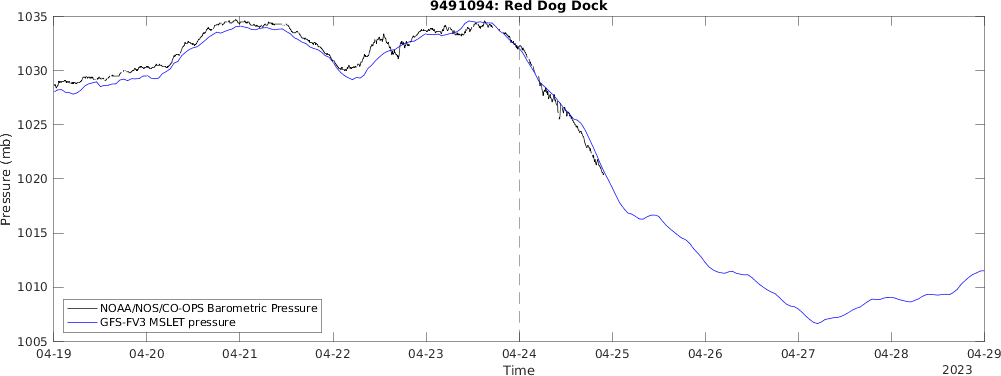 9491094: Red Dog Dock
Pressure (mb)
1035
1030
1025
1020
1015
1010
1005
NOAA/NOS/CO-OPS Barometric Pressure
GFS-FV3 MSLET pressure
04-19 04-20 04-21 04-22 04-23 04-24 04-25 04-26 04-27 04-28 04-29
Time
2023